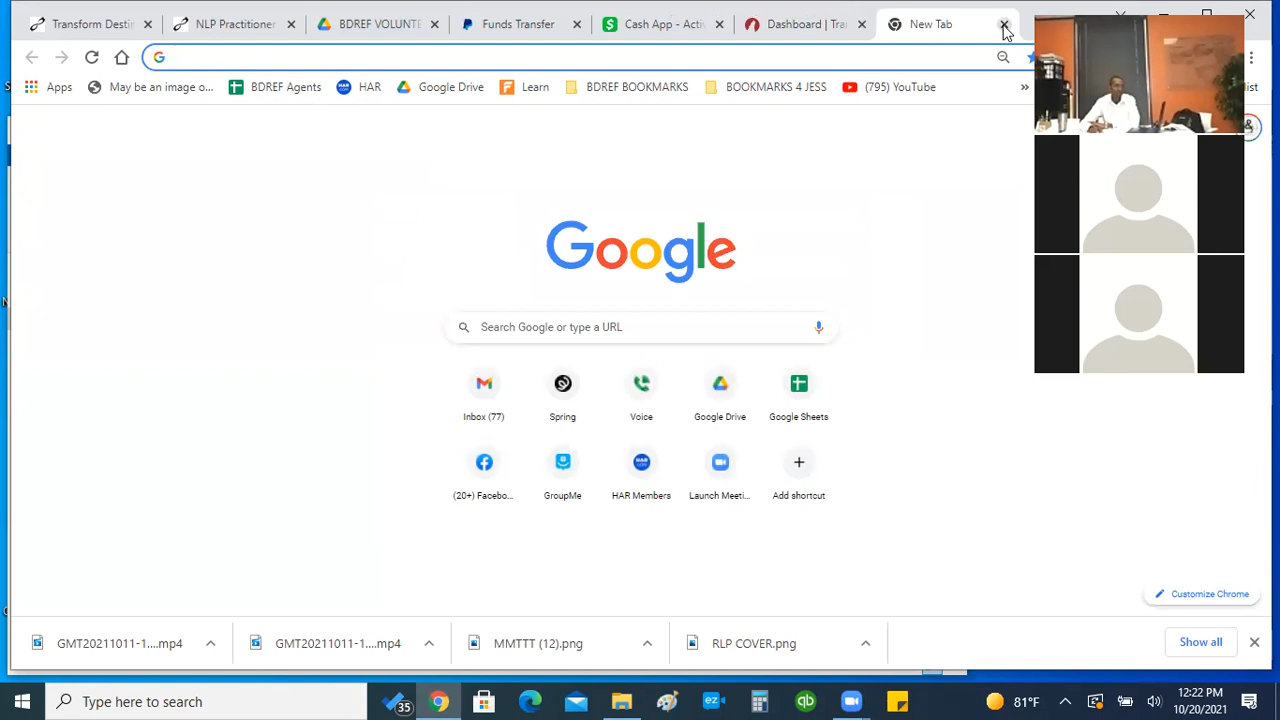 Transform Destin
NLP Practitioner
BDREF VOLUNTE
Funds Transfer
Cash App - Activ
Dashboard | Tra
New Tab
Apps
May be an image o...
BDREF Agents
HAR
Google Drive
Learn
BDREF BOOKMARKS
BOOKMARKS 4 JESS
(795) YouTube
»
Google
Search Google or type a URL
Inbox (77)
Spring
Voice
Google Drive
Google Sheets
(20+) Facebo...
GroupMe
HAR Members
Launch Meeti...
Add shortcut
Customize Chrome
GMT20211011-1....mp4
GMT20211011-1....mp4
MMTTT (12).png
RLP COVER.png
Show all
Type here to search
35
81°F
12:22 PM
10/20/2021